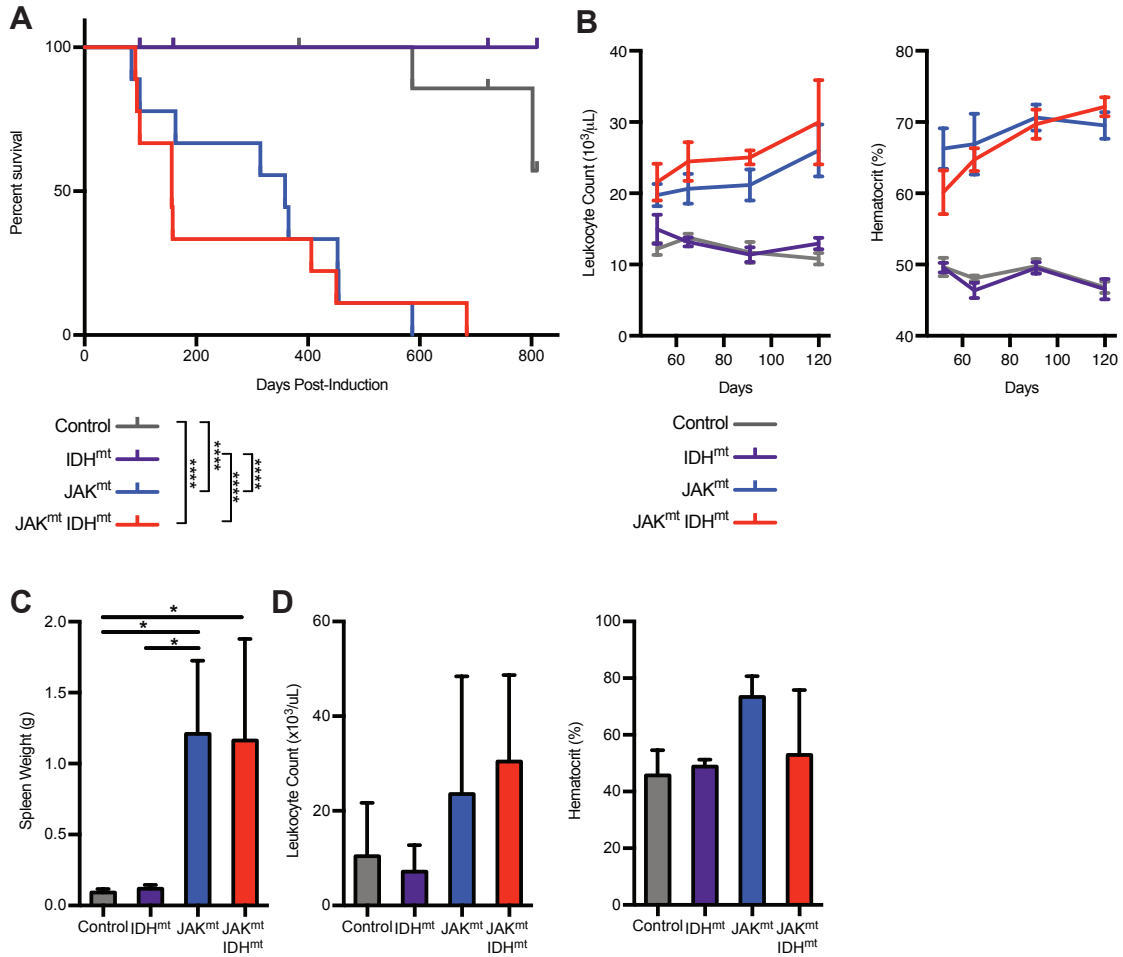 A
Percent survival
100
50
0
0 200 400 600 800
Days Post-Induction
Control
IDHmt
JAKmt
JAKmt IDHmt
****
****
****
****
B
Leukocyte Count (10³/µL)
40
30
20
10
0
60 80 100 120
Days
Hematocrit (%)
80
70
60
50
40
60 80 100 120
Days
Control
IDHmt
JAKmt
JAKmt IDHmt
C
Spleen Weight (g)
2.0
1.5
1.0
0.5
0.0
*
*
*
Control IDHmt JAKmt JAKmt
IDHmt
D
Leukocyte Count (x10³/uL)
60
40
20
0
Control IDHmt JAKmt JAKmt
IDHmt
Hematocrit (%)
100
80
60
40
20
0
Control IDHmt JAKmt JAKmt
IDHmt